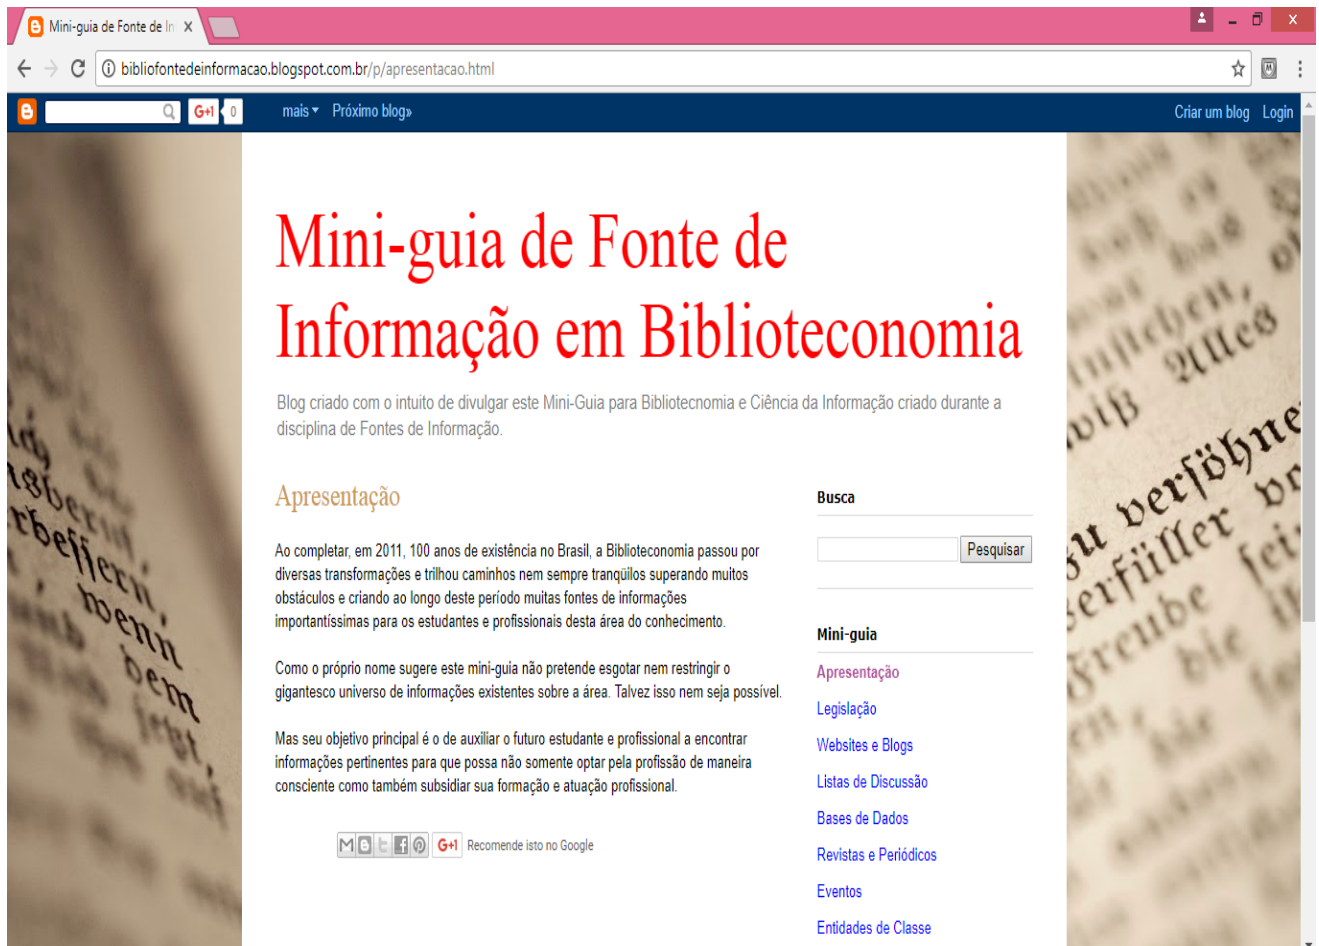 Mini-guia de Fonte de In
bibliofontedeinformacao.blogspot.com.br/p/apresentacao.html
G+1 0 mais Próximo blog» Criar um blog Login
Mini-guia de Fonte de
Informação em Biblioteconomia
Blog criado com o intuito de divulgar este Mini-Guia para Bibliotecnomia e Ciência da Informação criado durante a
disciplina de Fontes de Informação.
Apresentação
Ao completar, em 2011, 100 anos de existência no Brasil, a Biblioteconomia passou por
diversas transformações e trilhou caminhos nem sempre tranqüilos superando muitos
obstáculos e criando ao longo deste período muitas fontes de informações
importantíssimas para os estudantes e profissionais desta área do conhecimento.
Como o próprio nome sugere este mini-guia não pretende esgotar nem restringir o
gigantesco universo de informações existentes sobre a área. Talvez isso nem seja possível.
Mas seu objetivo principal é o de auxiliar o futuro estudante e profissional a encontrar
informações pertinentes para que possa não somente optar pela profissão de maneira
consciente como também subsidiar sua formação e atuação profissional.
G+1 Recomende isto no Google
Busca
Pesquisar
Mini-guia
Apresentação
Legislação
Websites e Blogs
Listas de Discussão
Bases de Dados
Revistas e Periódicos
Eventos
Entidades de Classe
wenn
dem
Alles
zu versöhne